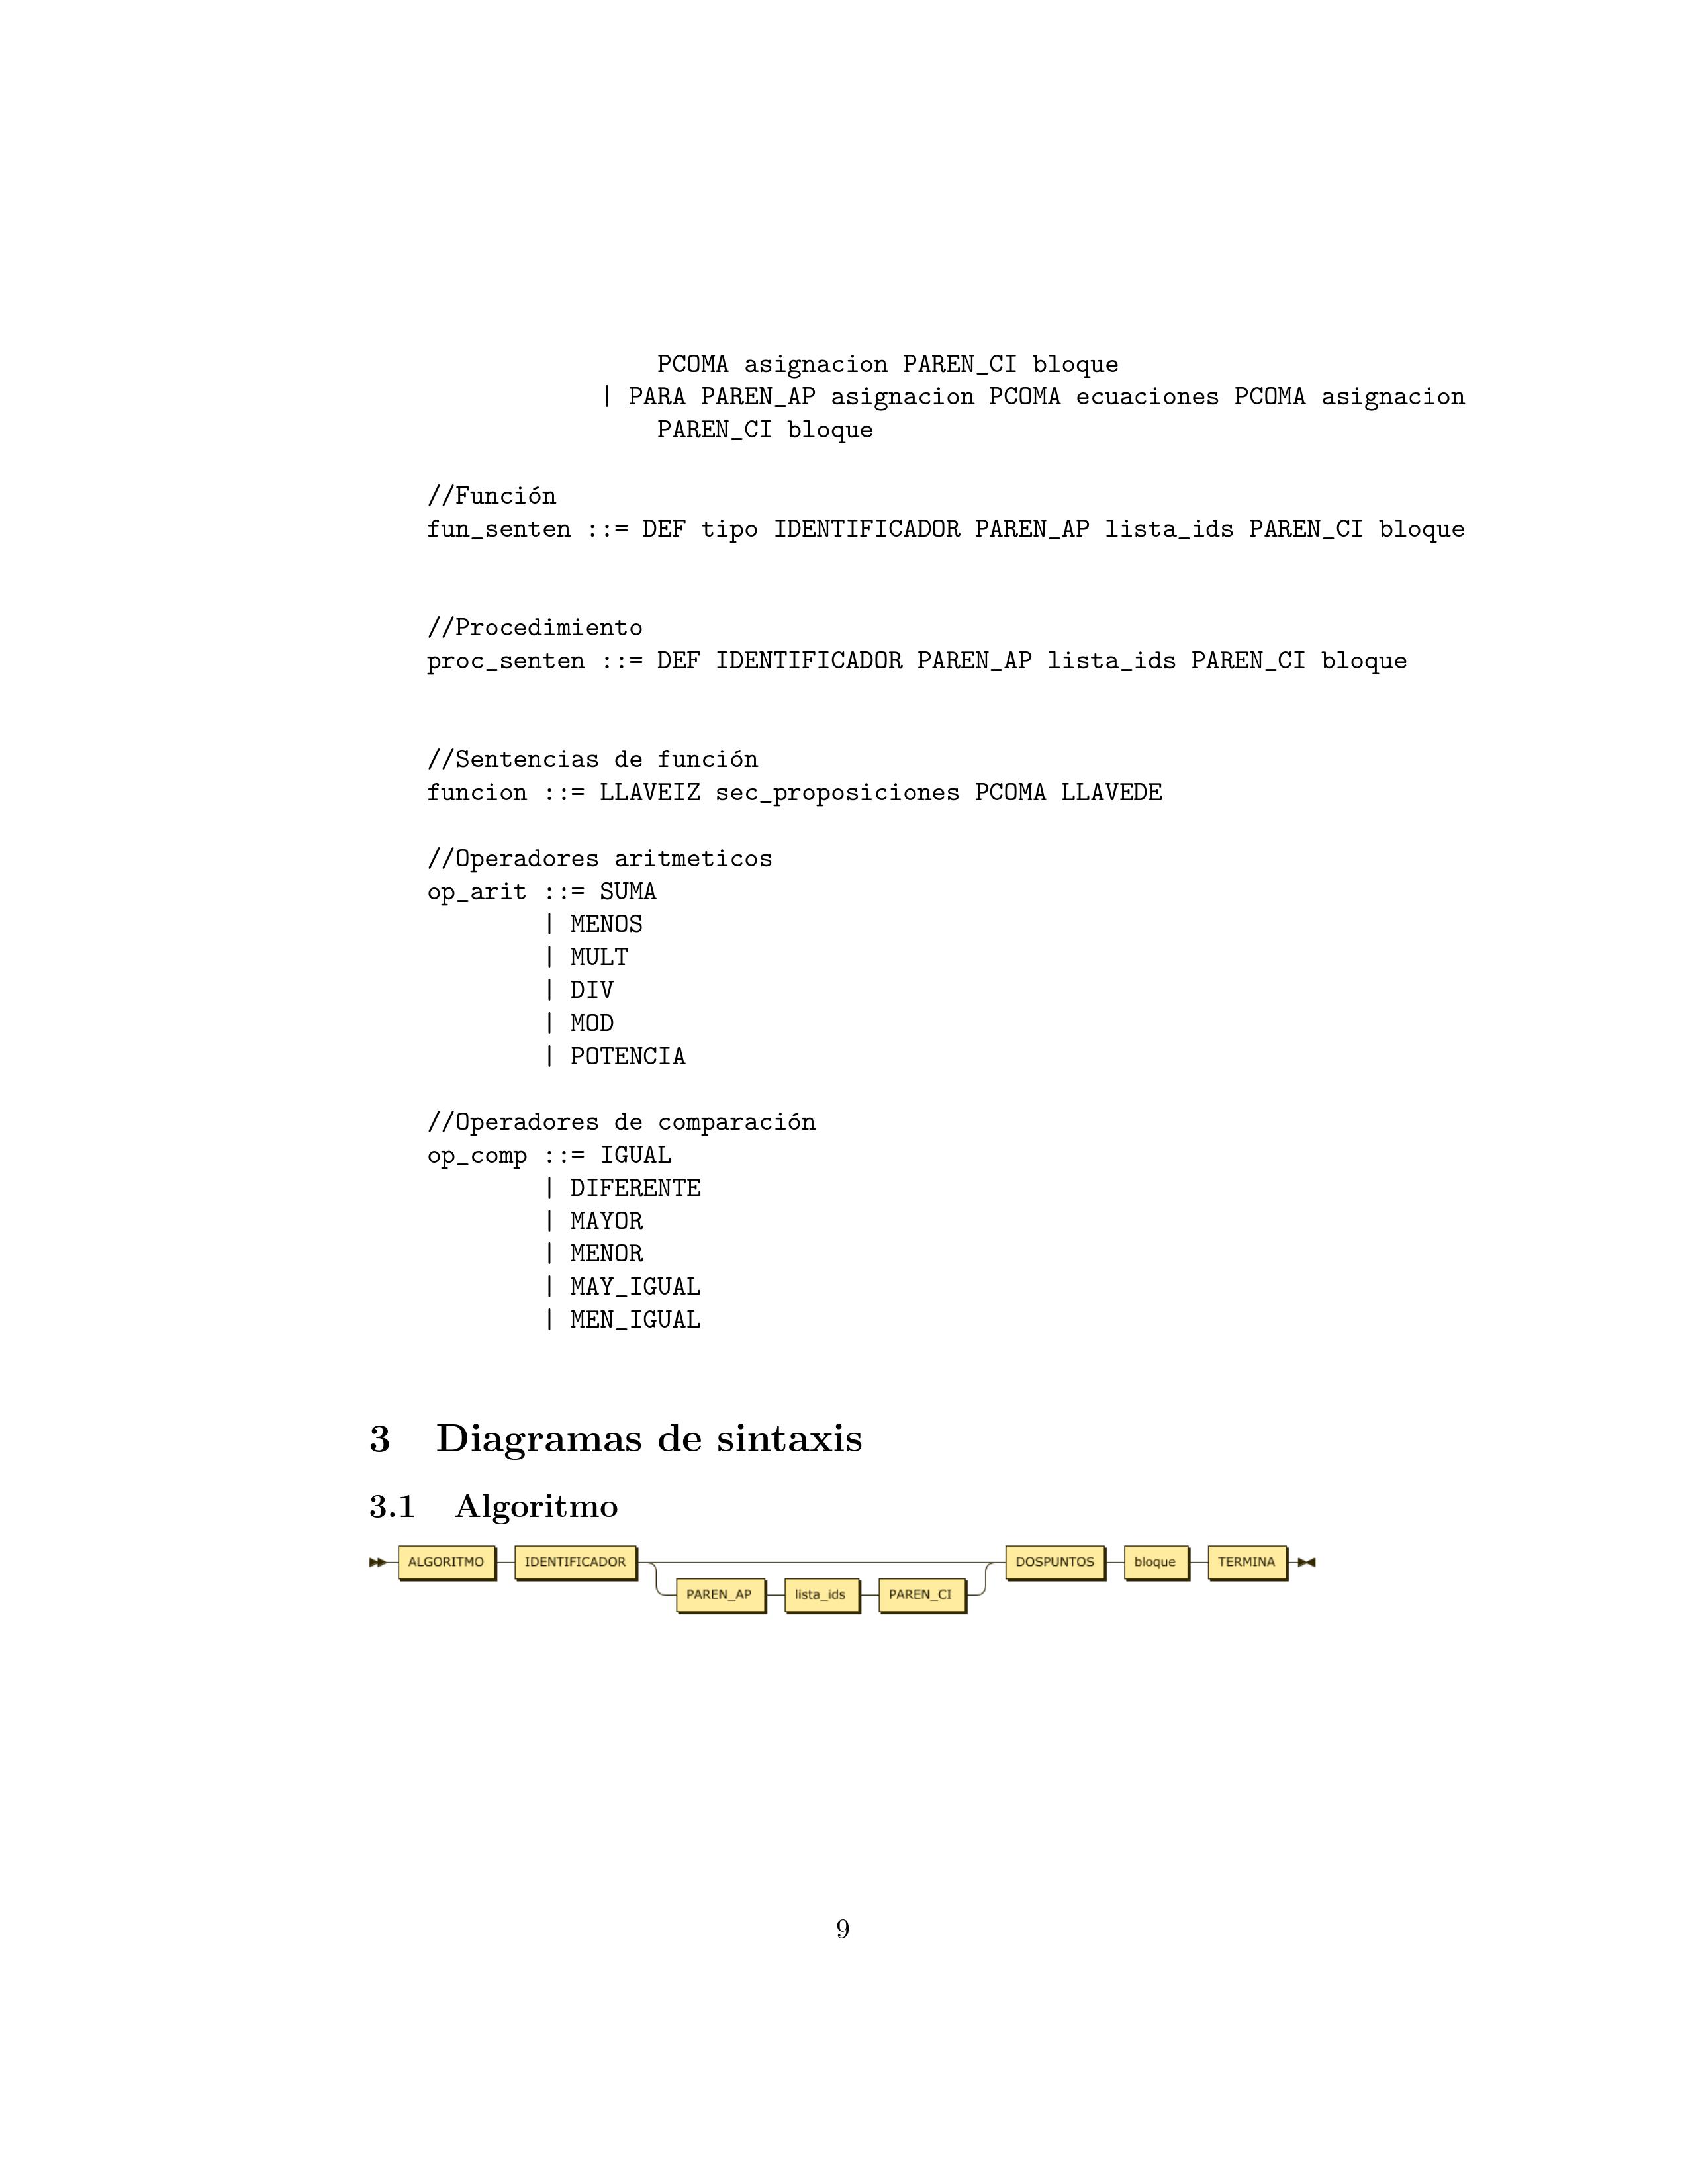 PCOMA asignacion PAREN_CI bloque
| PARA PAREN_AP asignacion PCOMA ecuaciones PCOMA asignacion
PAREN_CI bloque
//Función
fun_senten ::= DEF tipo IDENTIFICADOR PAREN_AP lista_ids PAREN_CI bloque
//Procedimiento
proc_senten ::= DEF IDENTIFICADOR PAREN_AP lista_ids PAREN_CI bloque
//Sentencias de función
funcion ::= LLAVEIZ sec_proposiciones PCOMA LLAVEDE
//Operadores aritmeticos
op_arit ::= SUMA
| MENOS
| MULT
| DIV
| MOD
| POTENCIA
//Operadores de comparación
op_comp ::= IGUAL
| DIFERENTE
| MAYOR
| MENOR
| MAY_IGUAL
| MEN_IGUAL
3 Diagramas de sintaxis
3.1 Algoritmo
ALGORITMO IDENTIFICADOR DOSPUNTOS bloque TERMINA
PAREN_AP lista_ids PAREN_CI
9